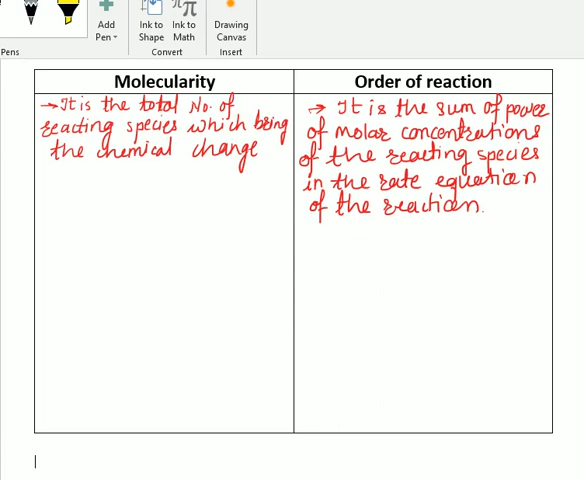 Add
Pen
Ink to
Shape
Ink to
Math
Drawing
Canvas
Pens
Convert
Insert
Molecularity
Order of reaction
→ It is the total No. of
reacting species which being
the chemical change
→ It is the sum of power
of molar concentrations
of the reacting species
in the rate equation
of the reaction.